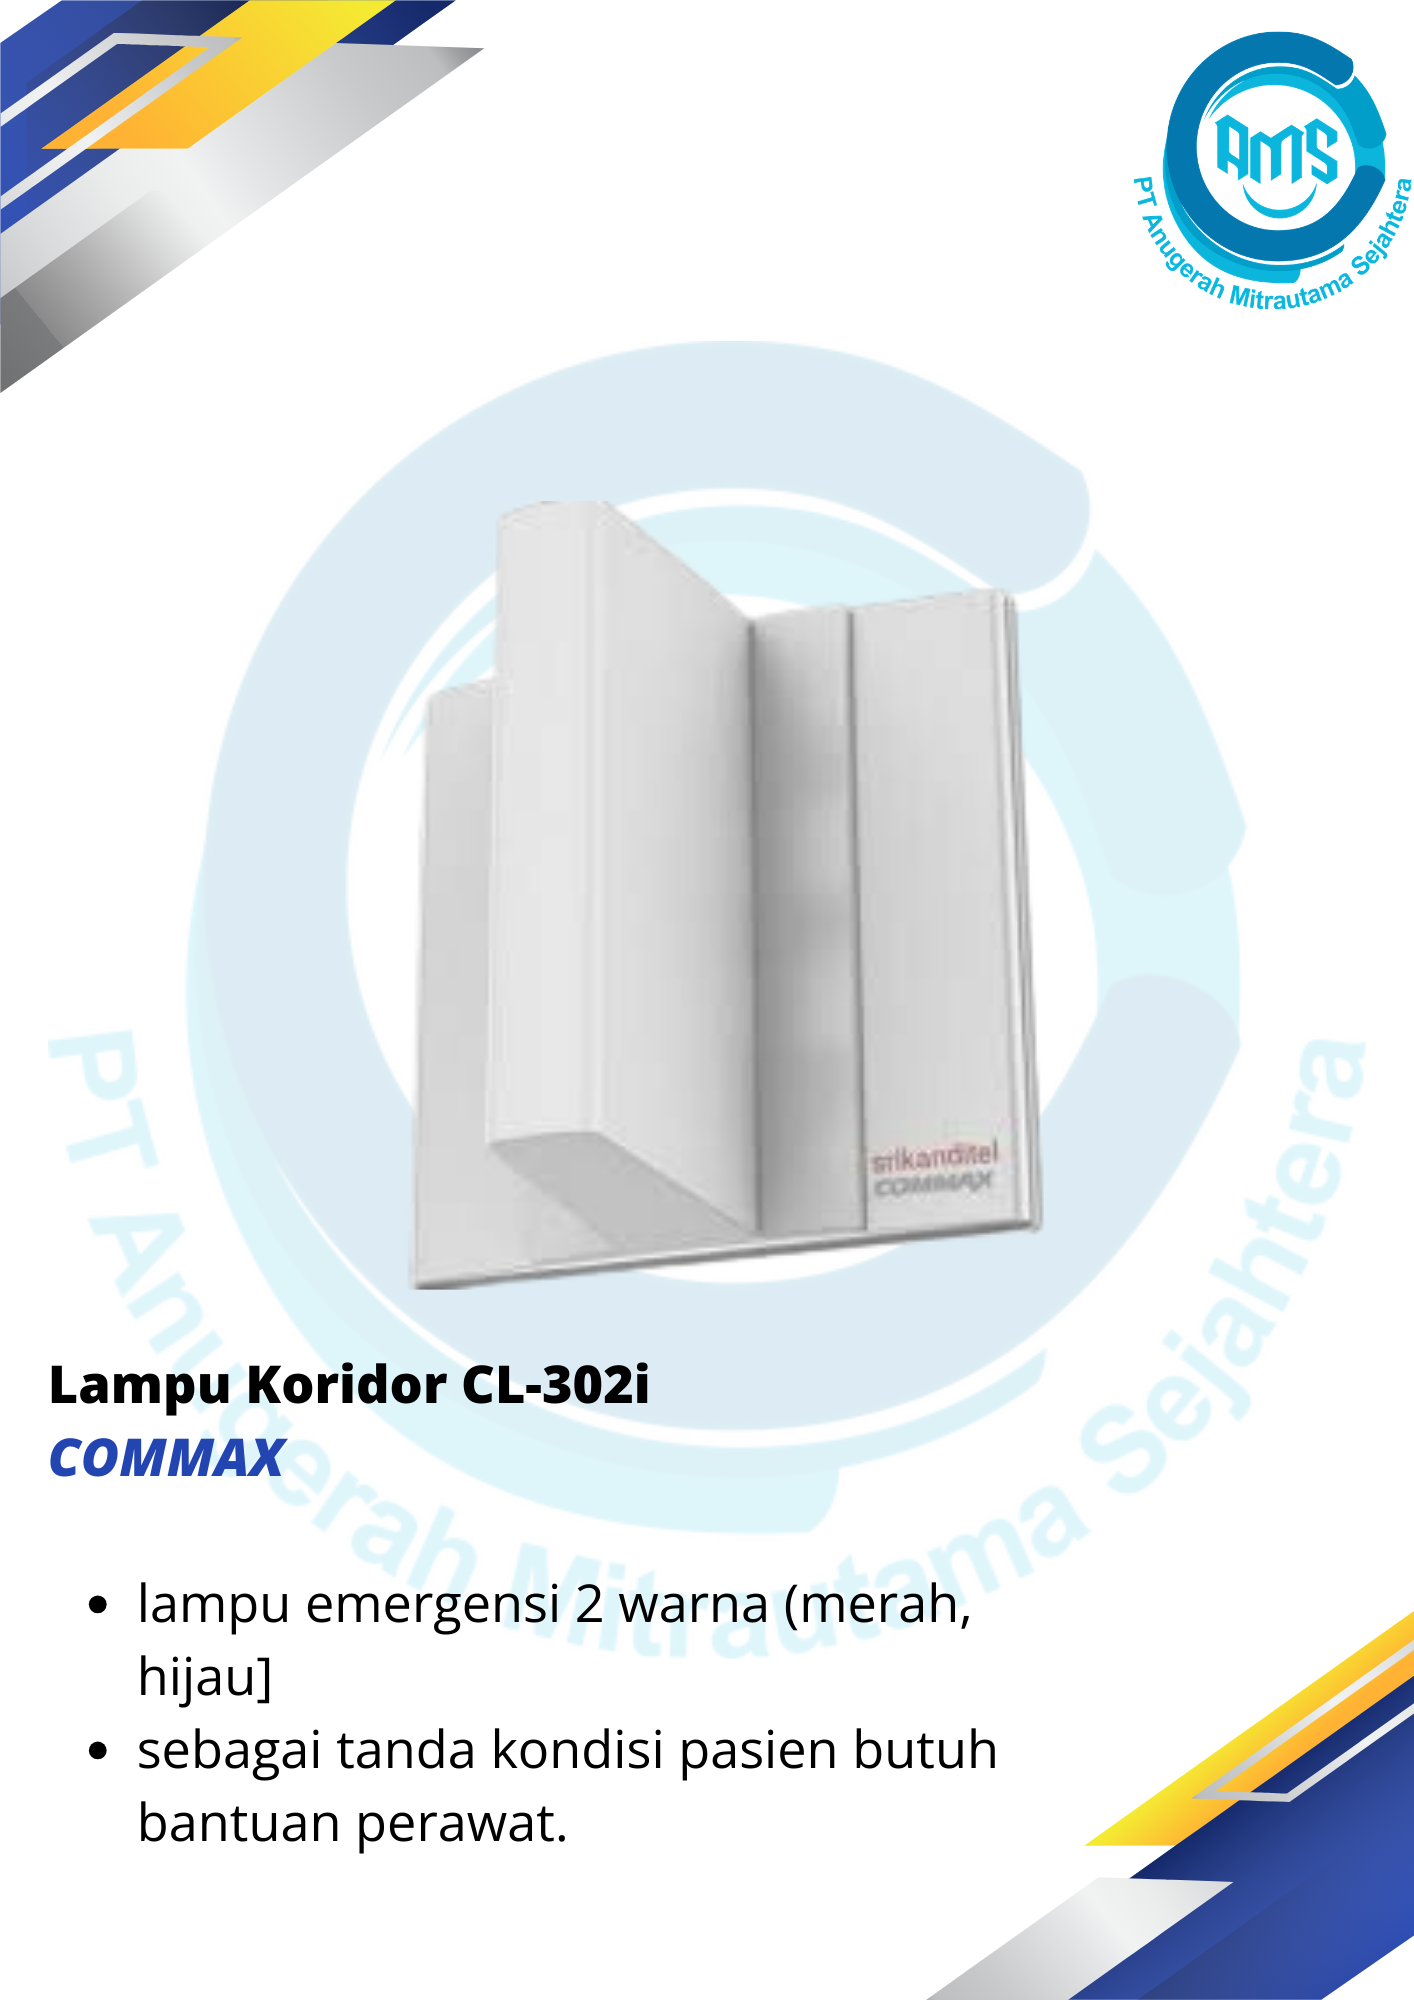 AMS
PT Anugerah Mitrautama Sejahtera
srikanditel
COMMAX
PT Anugerah Mitrautama Sejahtera
Lampu Koridor CL-302i
COMMAX
lampu emergensi 2 warna (merah,
hijau]
sebagai tanda kondisi pasien butuh
bantuan perawat.